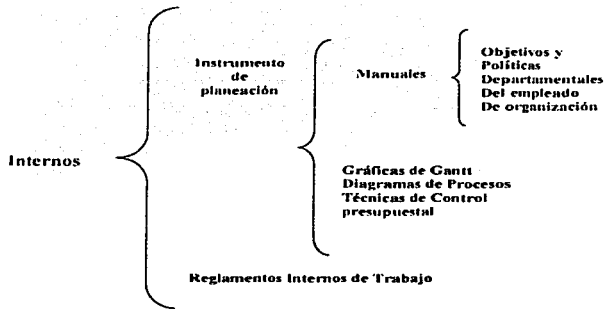 Internos
Instrumento
de
planeación
Manuales
Objetivos y
Políticas
Departamentales
Del empleado
De organización
Gráficas de Gantt
Diagramas de Procesos
Técnicas de Control
presupuestal
Reglamentos Internos de Trabajo